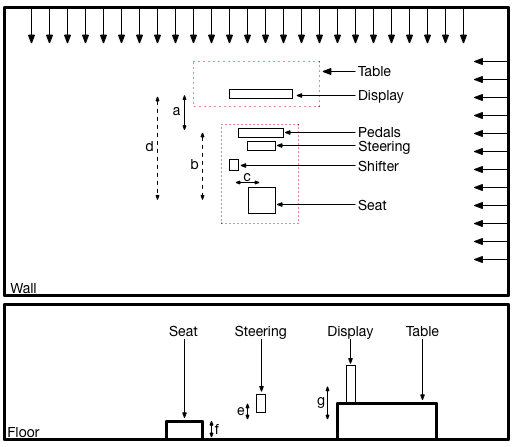 Table
Display
a
Pedals
d
Steering
b
Shifter
c
Seat
Wall
Seat Steering Display Table
g
e
f
Floor